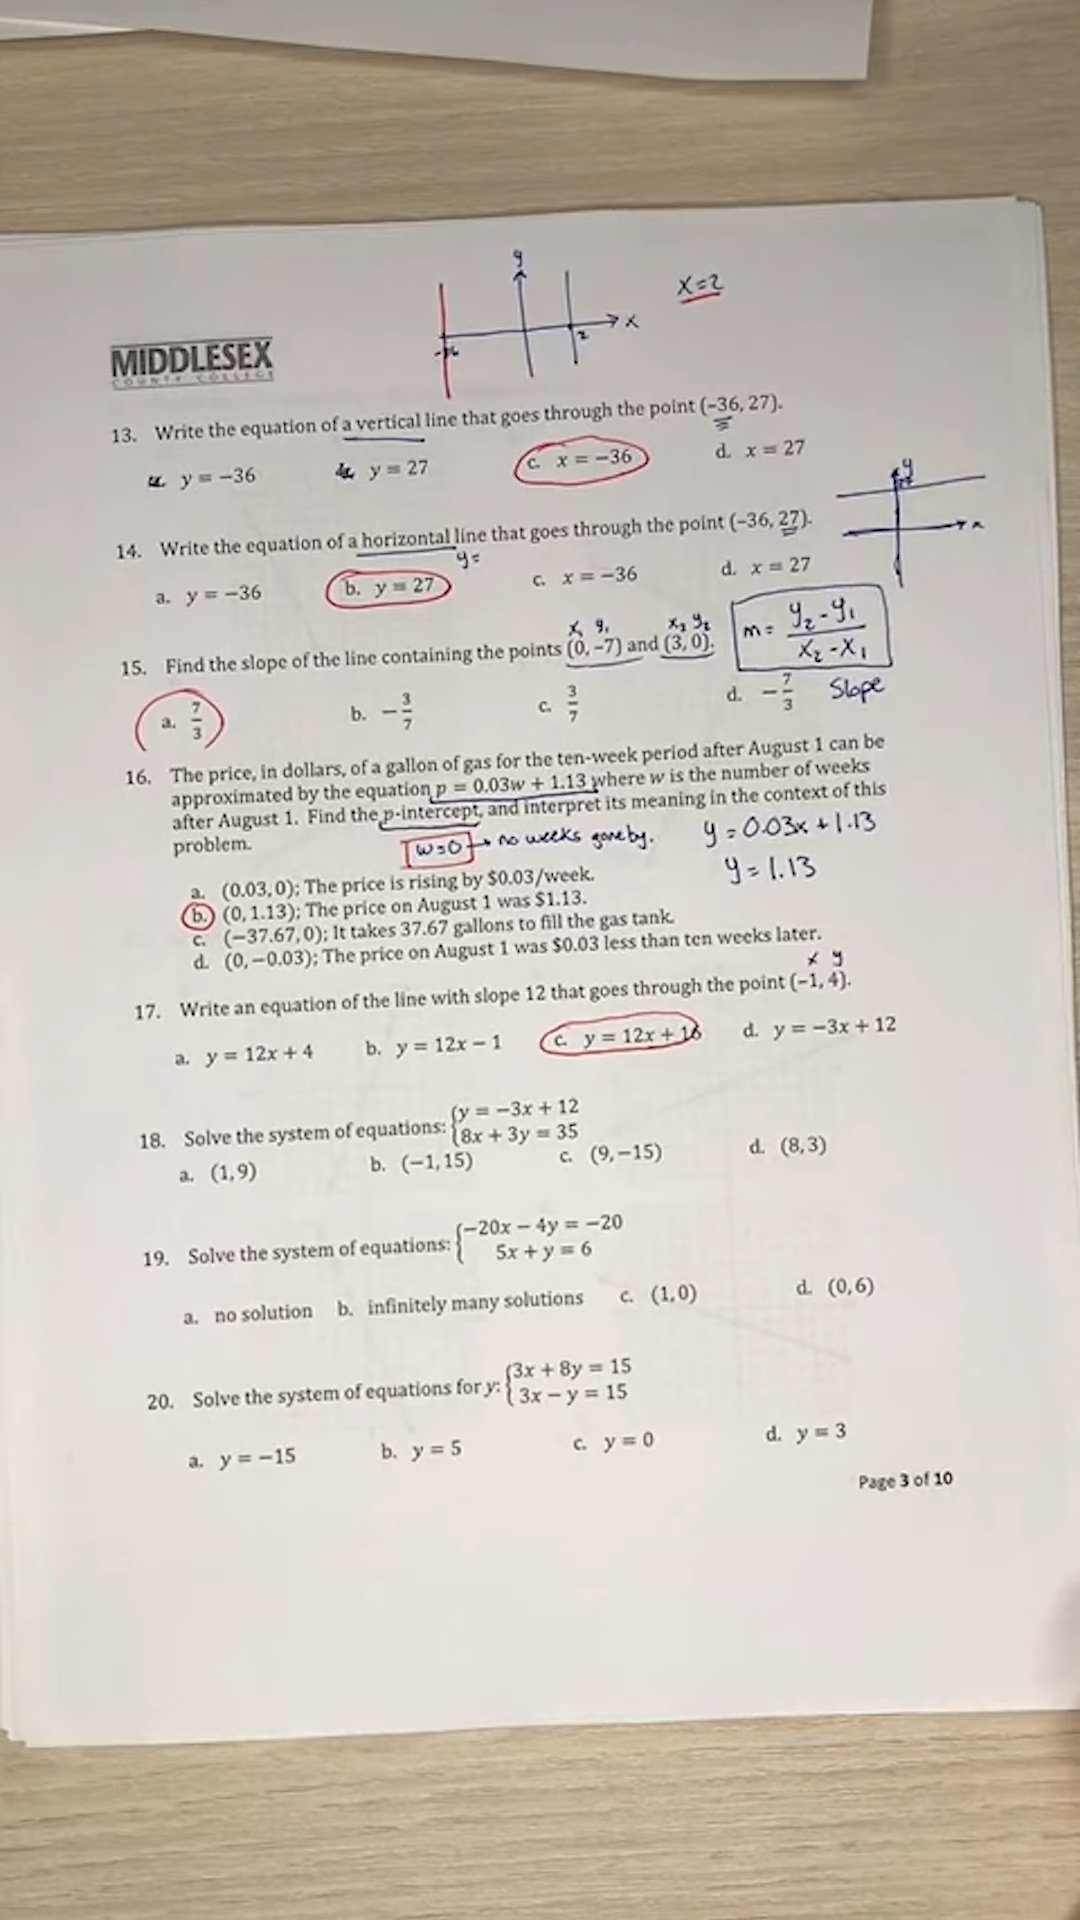 y
x=2
x
-36
2
MIDDLESEX
COUNTY COLLEGE
13. Write the equation of a vertical line that goes through the point (−36, 27).
y = −36
y = 27
c. x = −36
d. x = 27
y
27
x
14. Write the equation of a horizontal line that goes through the point (−36, 27).
y=
a. y = −36
b. y = 27
c. x = −36
d. x = 27
x₁ y₁ x₂ y₂
m = (y₂-y₁)/(x₂-x₁)
15. Find the slope of the line containing the points (0, −7) and (3, 0).
Slope
a. 7/3
b. −3/7
c. 3/7
d. −7/3
16. The price, in dollars, of a gallon of gas for the ten-week period after August 1 can be
approximated by the equation p = 0.03w + 1.13 where w is the number of weeks
after August 1. Find the p-intercept, and interpret its meaning in the context of this
problem.
w=0 → no weeks gone by.
y = 0.03x + 1.13
y = 1.13
a. (0.03, 0); The price is rising by $0.03/week.
b. (0, 1.13); The price on August 1 was $1.13.
c. (−37.67, 0); It takes 37.67 gallons to fill the gas tank.
d. (0, −0.03); The price on August 1 was $0.03 less than ten weeks later.
x y
17. Write an equation of the line with slope 12 that goes through the point (−1, 4).
a. y = 12x + 4
b. y = 12x − 1
c. y = 12x + 16
d. y = −3x + 12
18. Solve the system of equations: {y = −3x + 12
8x + 3y = 35
a. (1, 9)
b. (−1, 15)
c. (9, −15)
d. (8, 3)
19. Solve the system of equations: {−20x − 4y = −20
5x + y = 6
a. no solution
b. infinitely many solutions
c. (1, 0)
d. (0, 6)
20. Solve the system of equations for y: {3x + 8y = 15
3x − y = 15
a. y = −15
b. y = 5
c. y = 0
d. y = 3
Page 3 of 10